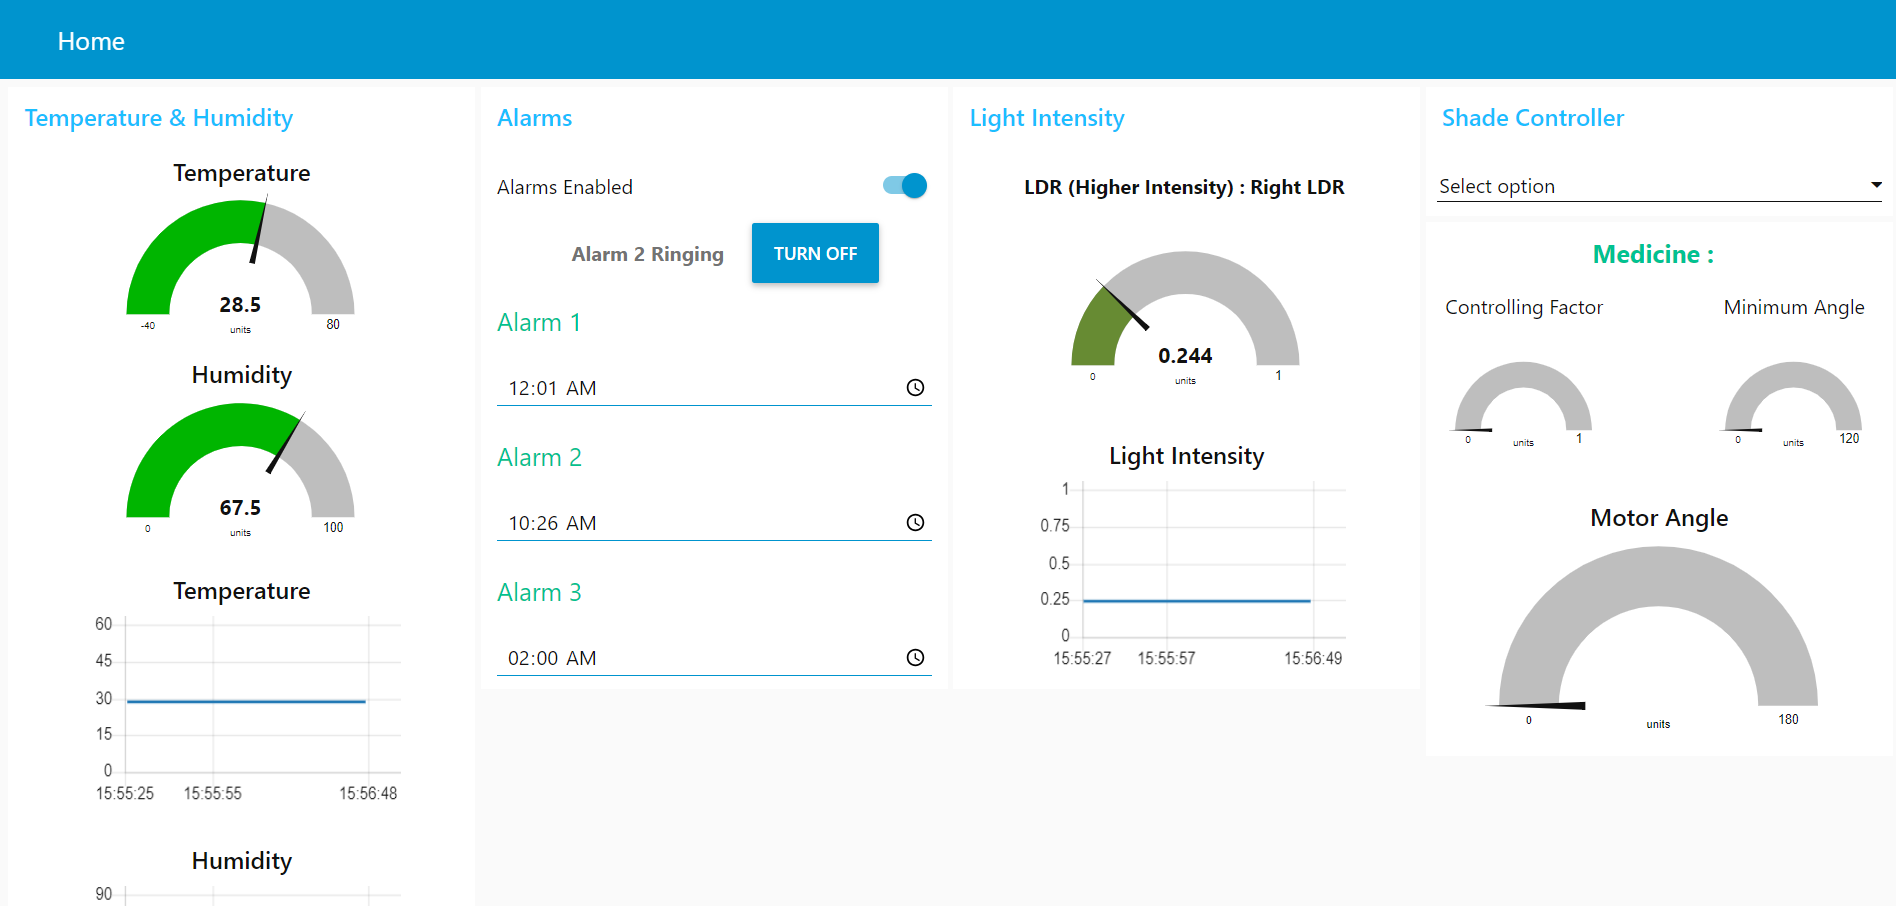 Home
Temperature & Humidity
Temperature
28.5
-40
units
80
Humidity
67.5
0
units
100
Temperature
60
45
30
15
0
15:55:25 15:55:55 15:56:48
Humidity
90
Alarms
Alarms Enabled
Alarm 2 Ringing
TURN OFF
Alarm 1
12:01 AM
Alarm 2
10:26 AM
Alarm 3
02:00 AM
Light Intensity
LDR (Higher Intensity) : Right LDR
0.244
0
units
1
Light Intensity
1
0.75
0.5
0.25
0
15:55:27 15:55:57 15:56:49
Shade Controller
Select option
Medicine :
Controlling Factor
0
units
1
Minimum Angle
0
units
120
Motor Angle
0
units
180